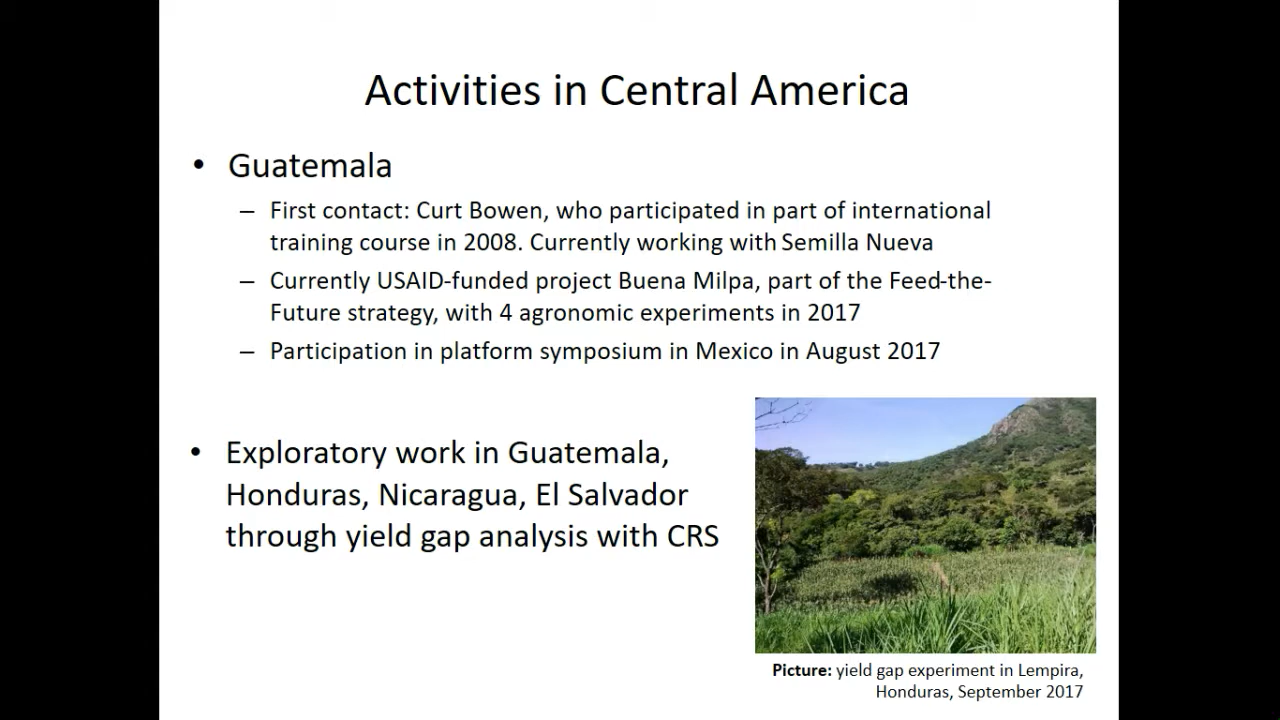 Activities in Central America
• Guatemala
– First contact: Curt Bowen, who participated in part of international
training course in 2008. Currently working with Semilla Nueva
– Currently USAID-funded project Buena Milpa, part of the Feed-the-
Future strategy, with 4 agronomic experiments in 2017
– Participation in platform symposium in Mexico in August 2017
• Exploratory work in Guatemala,
Honduras, Nicaragua, El Salvador
through yield gap analysis with CRS
Picture: yield gap experiment in Lempira,
Honduras, September 2017